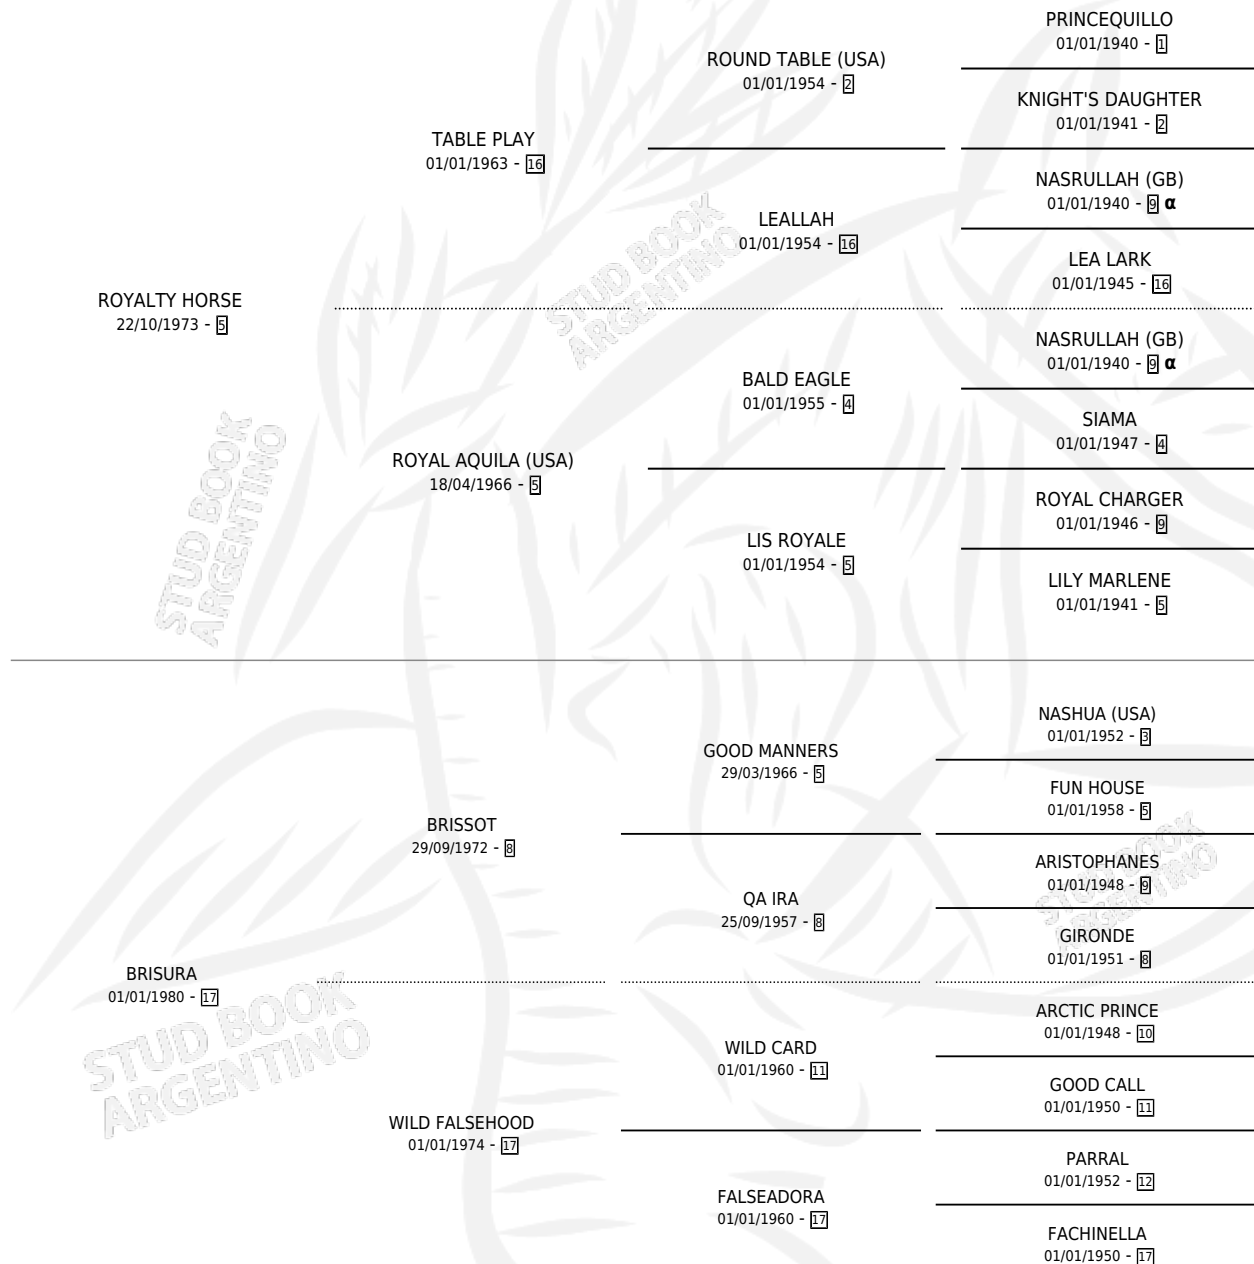 PRINCEQUILLO
01/01/1940 - 1
ROUND TABLE (USA)
01/01/1954 - 2
KNIGHT'S DAUGHTER
01/01/1941 - 2
TABLE PLAY
01/01/1963 - 16
NASRULLAH (GB)
01/01/1940 - 9 α
LEALLAH
01/01/1954 - 16
LEA LARK
01/01/1945 - 16
STUD BOOK
ARGENTINO
ROYALTY HORSE
22/10/1973 - 5
NASRULLAH (GB)
01/01/1940 - 9 α
BALD EAGLE
01/01/1955 - 4
SIAMA
01/01/1947 - 4
ROYAL AQUILA (USA)
18/04/1966 - 5
ROYAL CHARGER
01/01/1946 - 9
LIS ROYALE
01/01/1954 - 5
LILY MARLENE
01/01/1941 - 5
STUD BOOK
ARGENTINO
NASHUA (USA)
01/01/1952 - 3
GOOD MANNERS
29/03/1966 - 5
FUN HOUSE
01/01/1958 - 5
BRISSOT
29/09/1972 - 8
ARISTOPHANES
01/01/1948 - 9
QA IRA
25/09/1957 - 8
GIRONDE
01/01/1951 - 8
STUD BOOK
ARGENTINO
BRISURA
01/01/1980 - 17
ARCTIC PRINCE
01/01/1948 - 10
WILD CARD
01/01/1960 - 11
GOOD CALL
01/01/1950 - 11
STUD BOOK
ARGENTINO
WILD FALSEHOOD
01/01/1974 - 17
PARRAL
01/01/1952 - 12
FALSEADORA
01/01/1960 - 17
FACHINELLA
01/01/1950 - 17